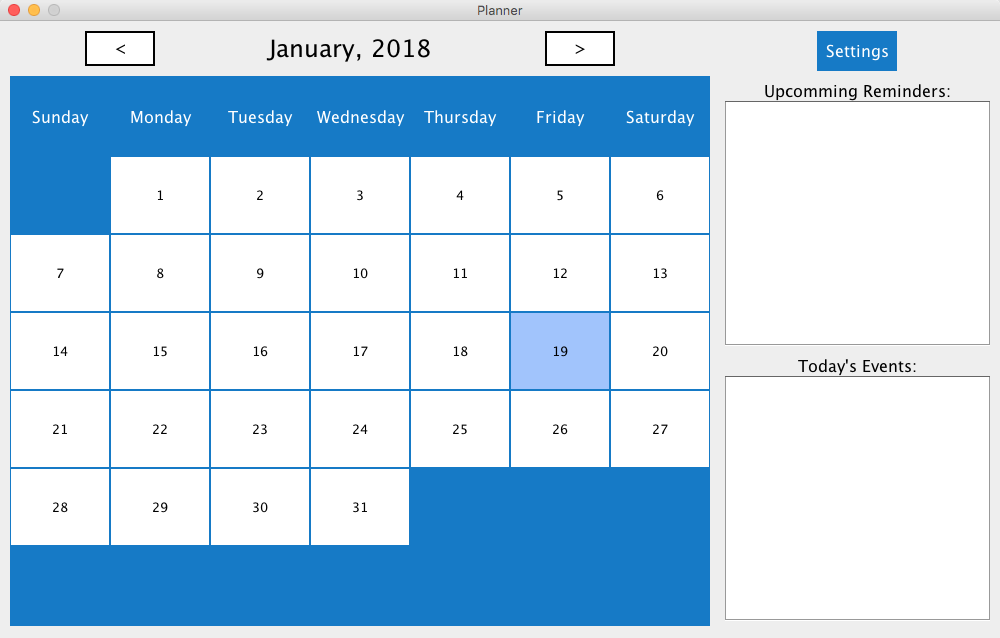 Planner
< January, 2018 > Settings
Upcomming Reminders:
Sunday Monday Tuesday Wednesday Thursday Friday Saturday
1 2 3 4 5 6
7 8 9 10 11 12 13
14 15 16 17 18 19 20
21 22 23 24 25 26 27
28 29 30 31
Today's Events: